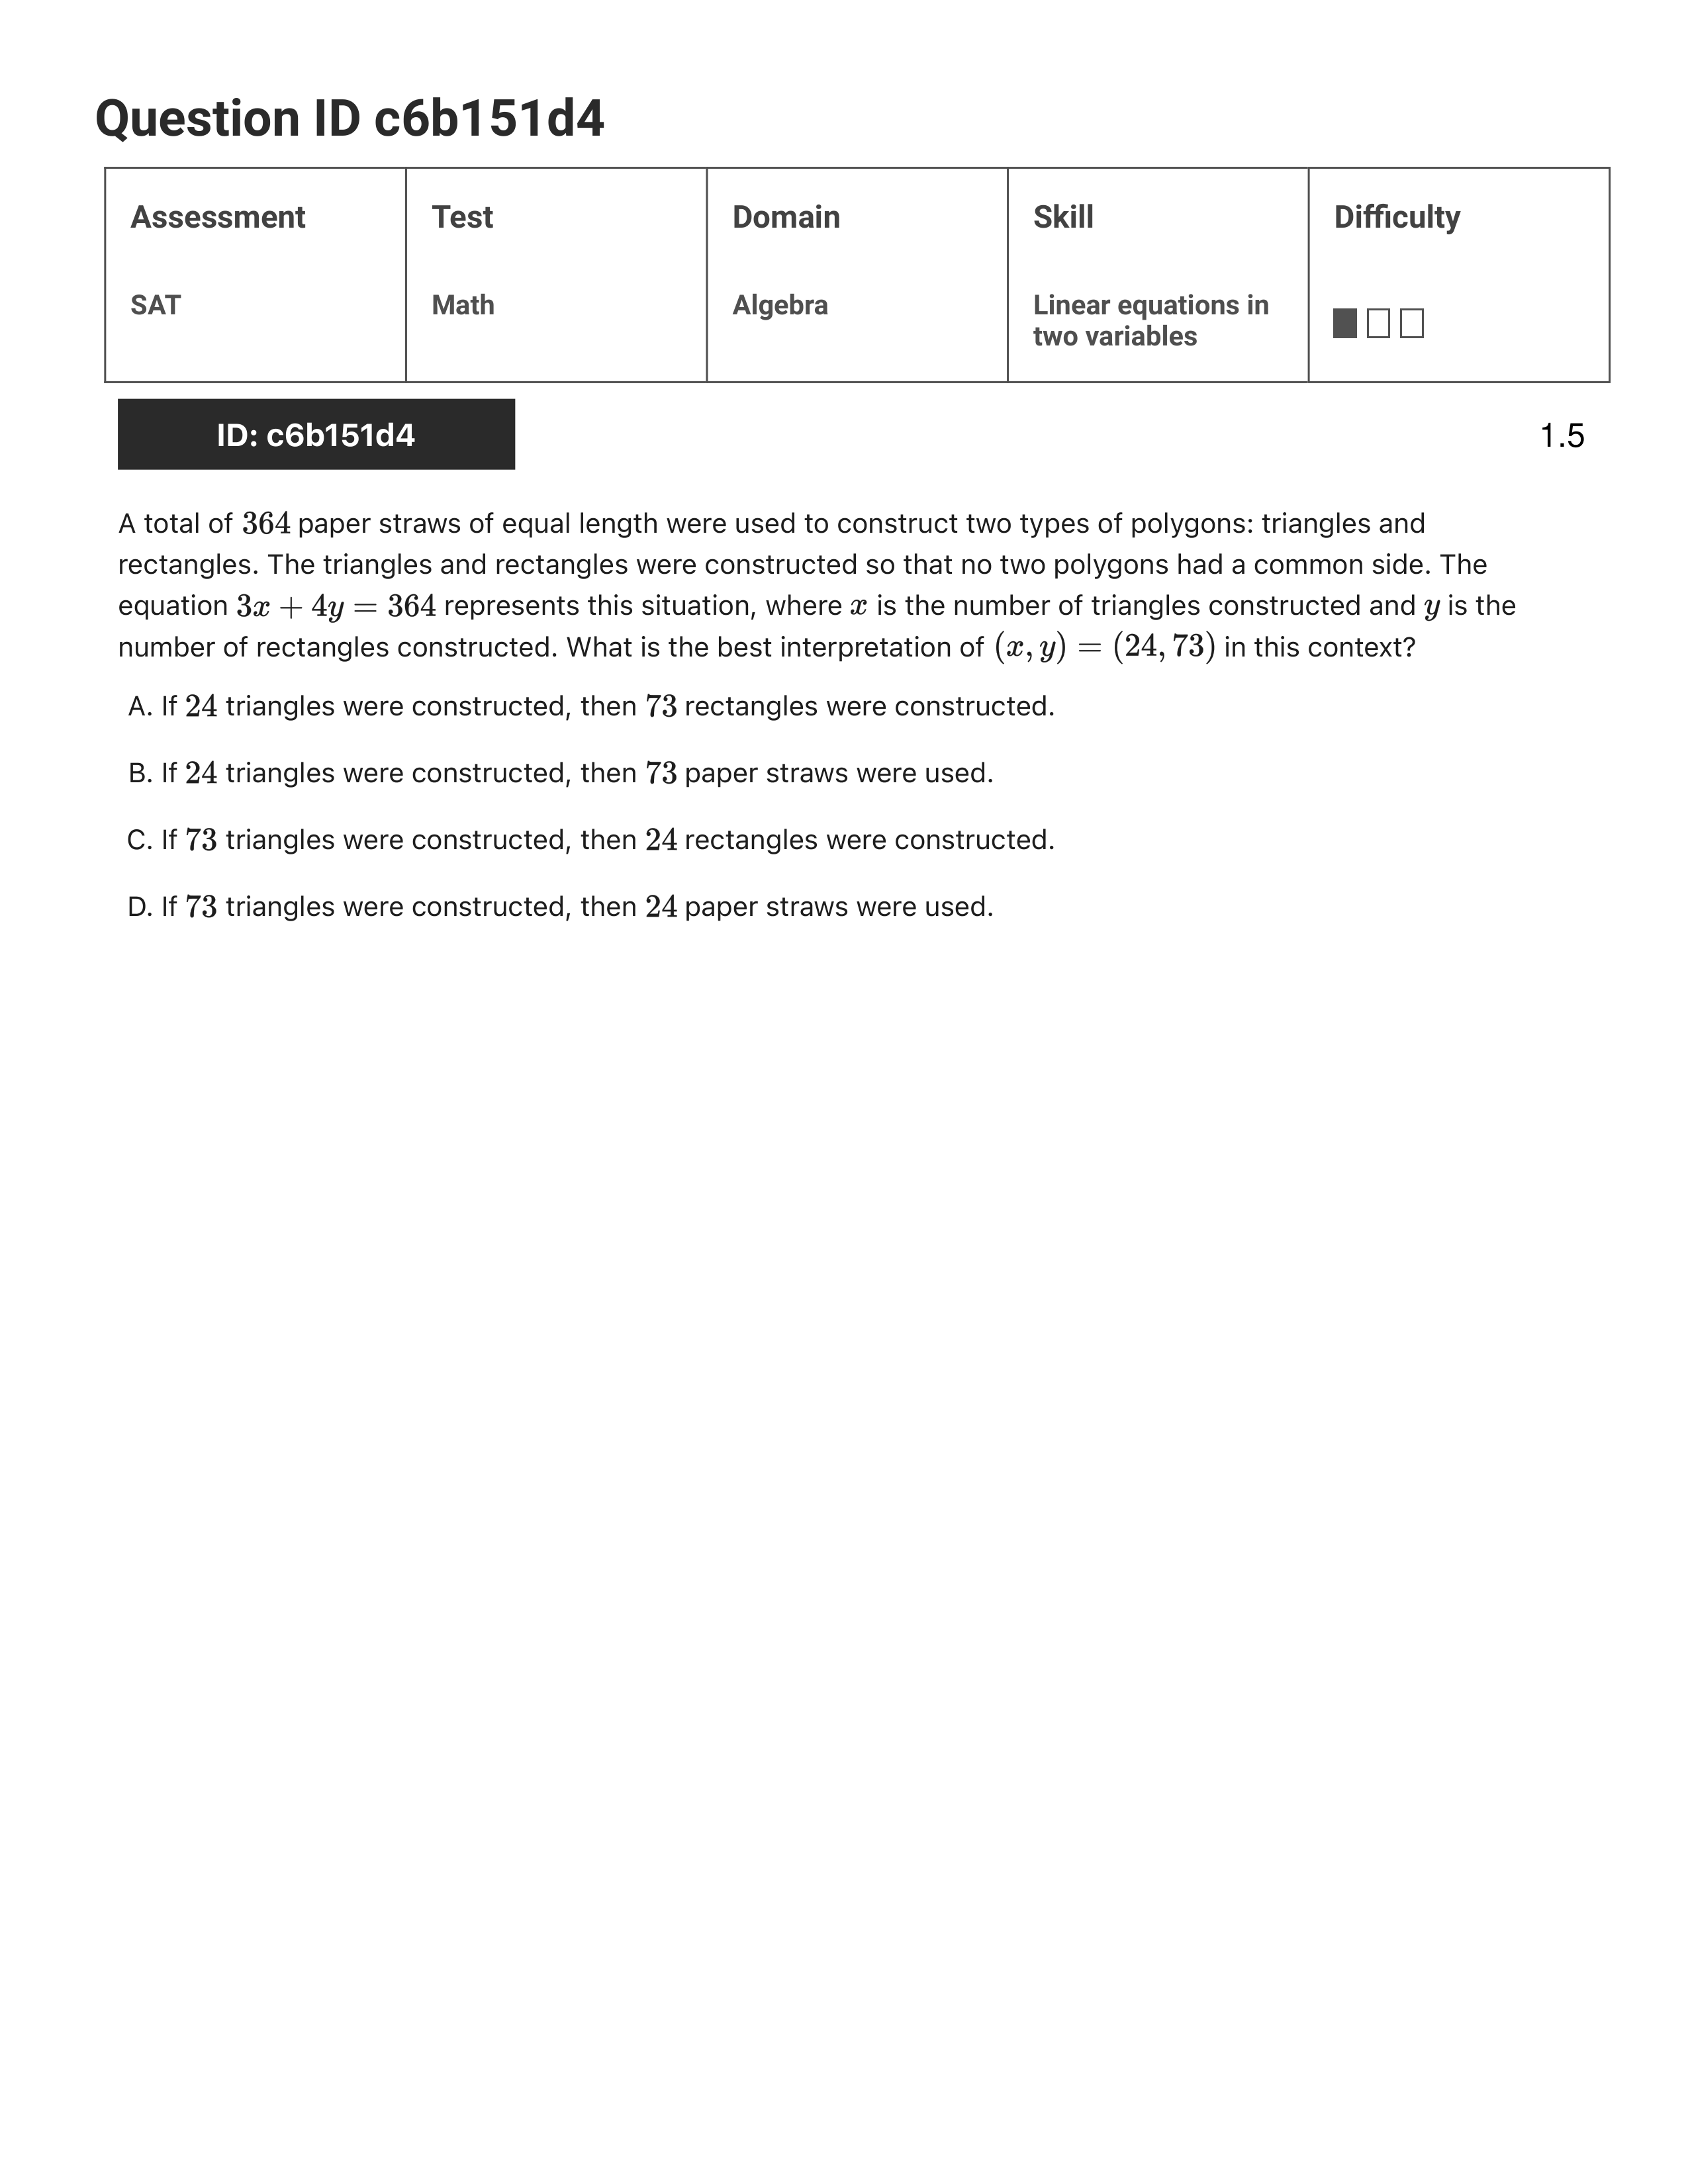 Question ID c6b151d4
Assessment Test Domain Skill Difficulty
SAT Math Algebra Linear equations in
two variables
ID: c6b151d4 1.5
A total of 364 paper straws of equal length were used to construct two types of polygons: triangles and
rectangles. The triangles and rectangles were constructed so that no two polygons had a common side. The
equation 3x + 4y = 364 represents this situation, where x is the number of triangles constructed and y is the
number of rectangles constructed. What is the best interpretation of (x, y) = (24, 73) in this context?
A. If 24 triangles were constructed, then 73 rectangles were constructed.
B. If 24 triangles were constructed, then 73 paper straws were used.
C. If 73 triangles were constructed, then 24 rectangles were constructed.
D. If 73 triangles were constructed, then 24 paper straws were used.